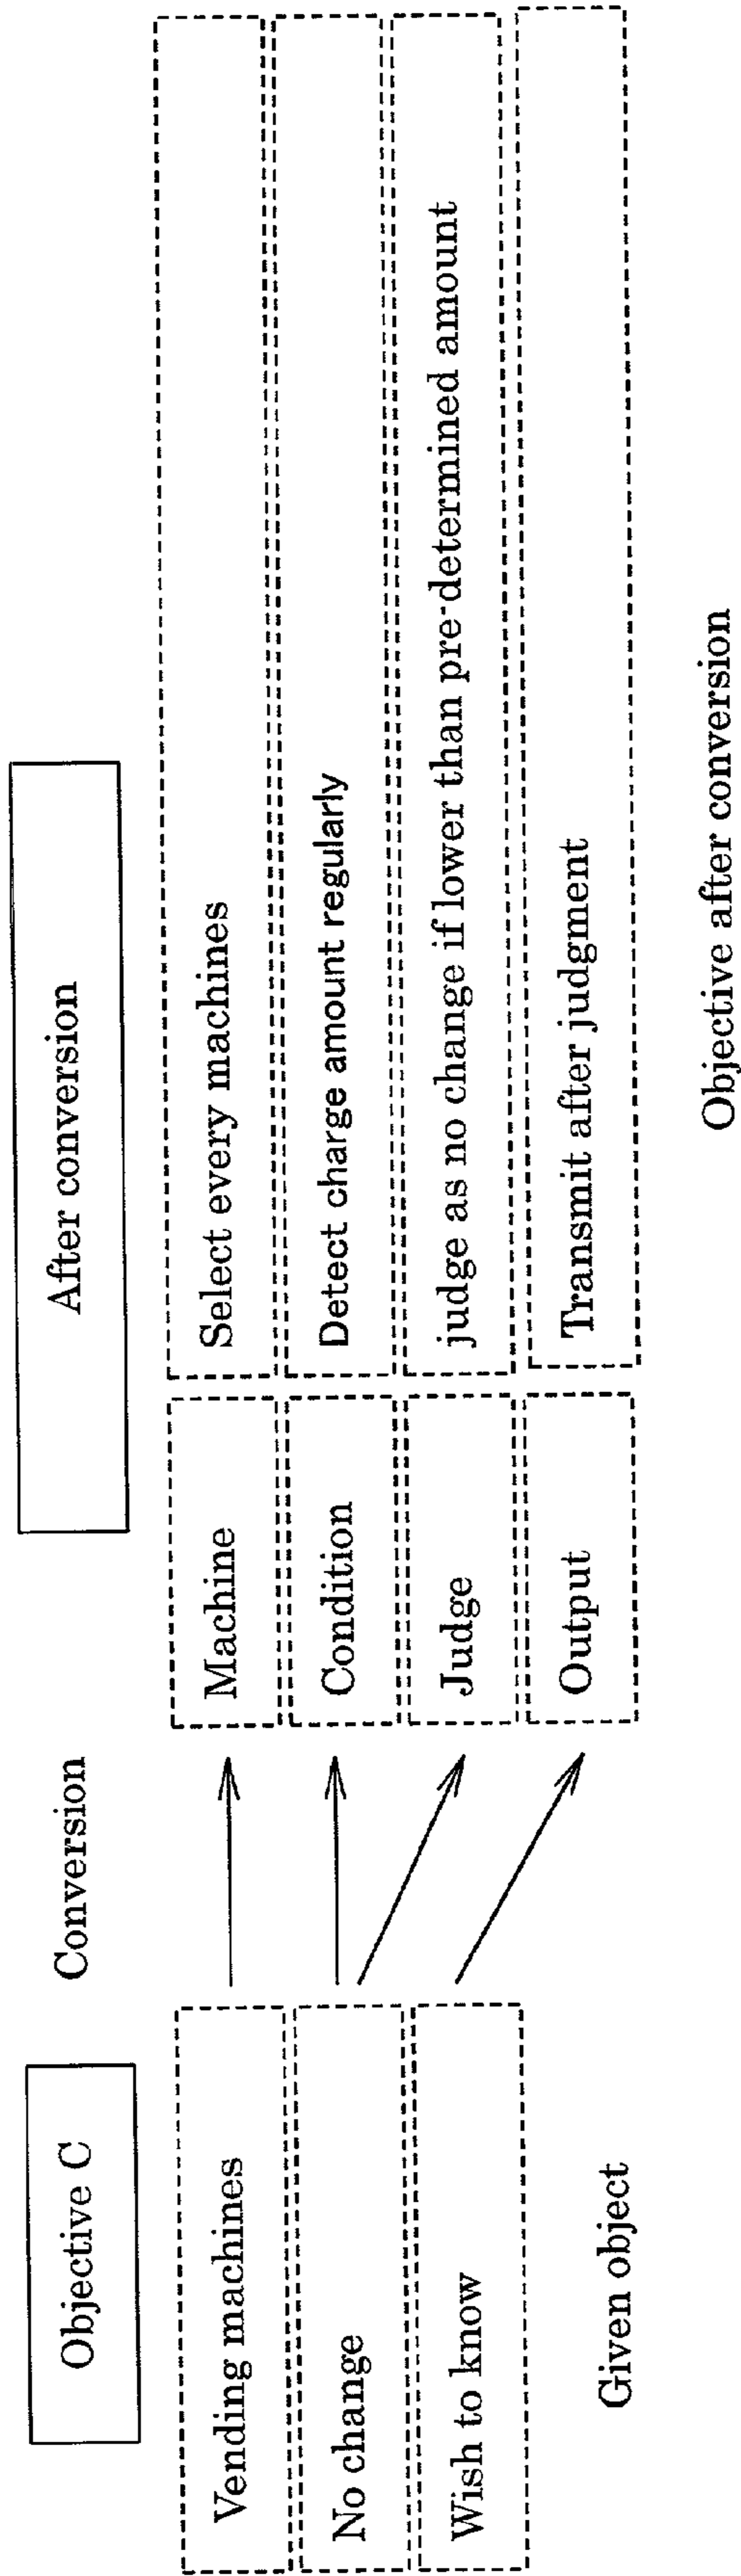 Objective C
Conversion
After conversion
Vending machines
Machine
Select every machines
No change
Condition
Detect charge amount regularly
Wish to know
Judge
judge as no change if lower than pre-determined amount
Output
Transmit after judgment
Given object
Objective after conversion